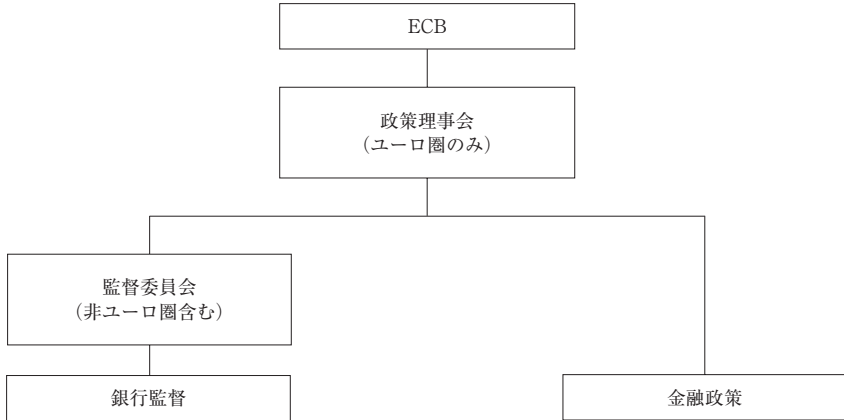 ECB
政策理事会
（ユーロ圏のみ）
監督委員会
（非ユーロ圏含む）
銀行監督
金融政策